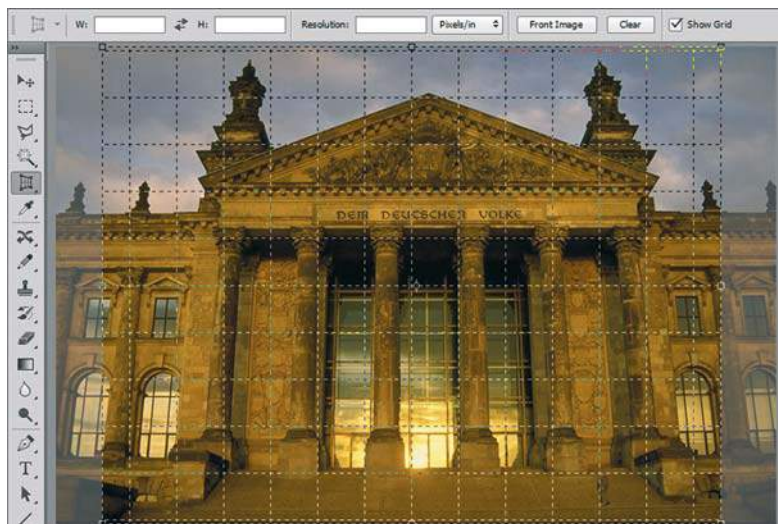 W: H: Resolution: Pixels/in Front Image Clear Show Grid
DEM DEUTSCHEN VOLKE
T